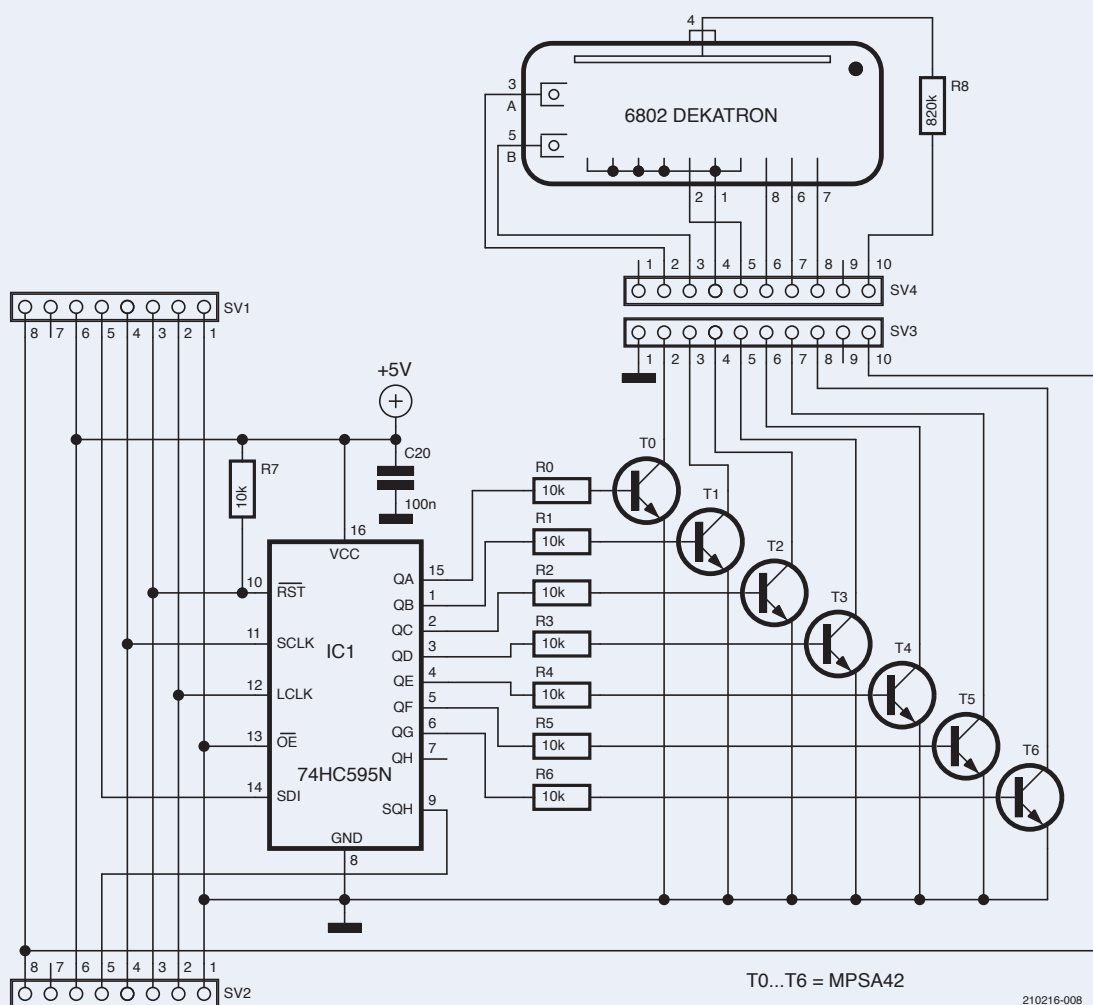 4
R8
820k
3
A
6802 DEKATRON
5
B
2 1 8 6 7
1 2 3 4 5 6 7 8 9 10
SV4
SV3
1 2 3 4 5 6 7 8 9 10
SV1
8 7 6 5 4 3 2 1
+5V
R7
10k
C20
100n
16
VCC
10 RST
11 SCLK
12 LCLK
13 OE
14 SDI
IC1
74HC595N
QA 15
QB 1
QC 2
QD 3
QE 4
QF 5
QG 6
QH 7
SQH 9
GND
8
R0
10k
R1
10k
R2
10k
R3
10k
R4
10k
R5
10k
R6
10k
T0
T1
T2
T3
T4
T5
T6
8 7 6 5 4 3 2 1
SV2
T0...T6 = MPSA42
210216-008